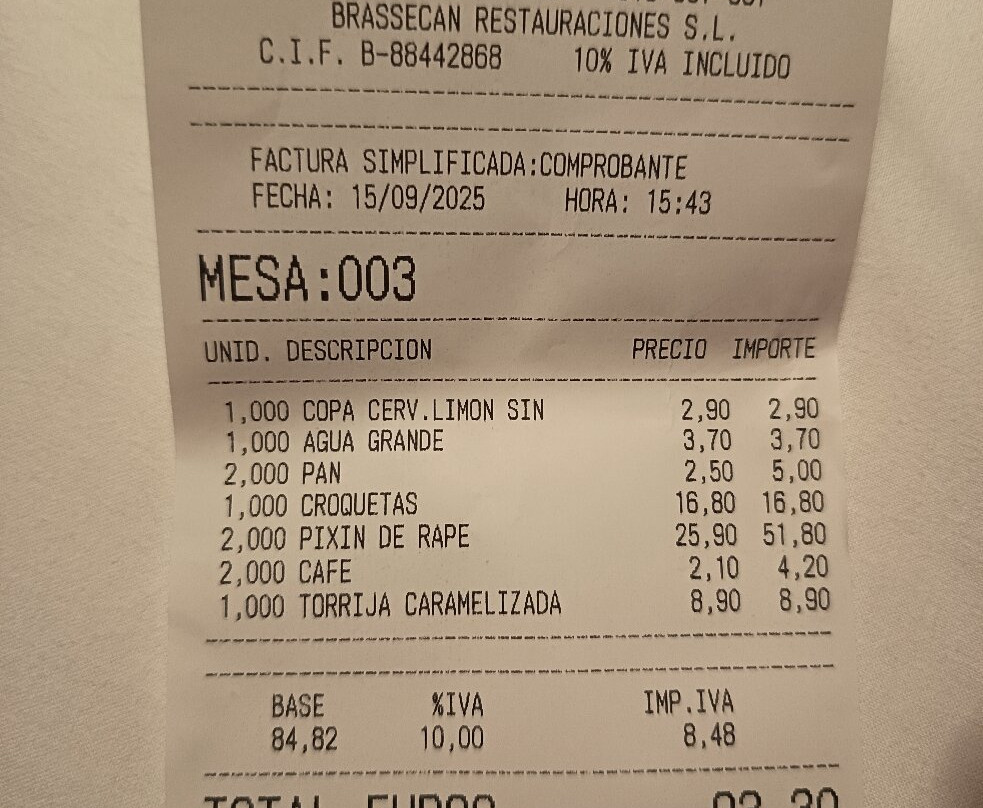 BRASSECAN RESTAURACIONES S.L.
C.I.F. B-88442868 10% IVA INCLUIDO
FACTURA SIMPLIFICADA:COMPROBANTE
FECHA: 15/09/2025 HORA: 15:43
MESA:003
UNID. DESCRIPCION PRECIO IMPORTE
1,000 COPA CERV.LIMON SIN 2,90 2,90
1,000 AGUA GRANDE 3,70 3,70
2,000 PAN 2,50 5,00
1,000 CROQUETAS 16,80 16,80
2,000 PIXIN DE RAPE 25,90 51,80
2,000 CAFE 2,10 4,20
1,000 TORRIJA CARAMELIZADA 8,90 8,90
BASE %IVA IMP.IVA
84,82 10,00 8,48
TOTAL EUROS 93,30